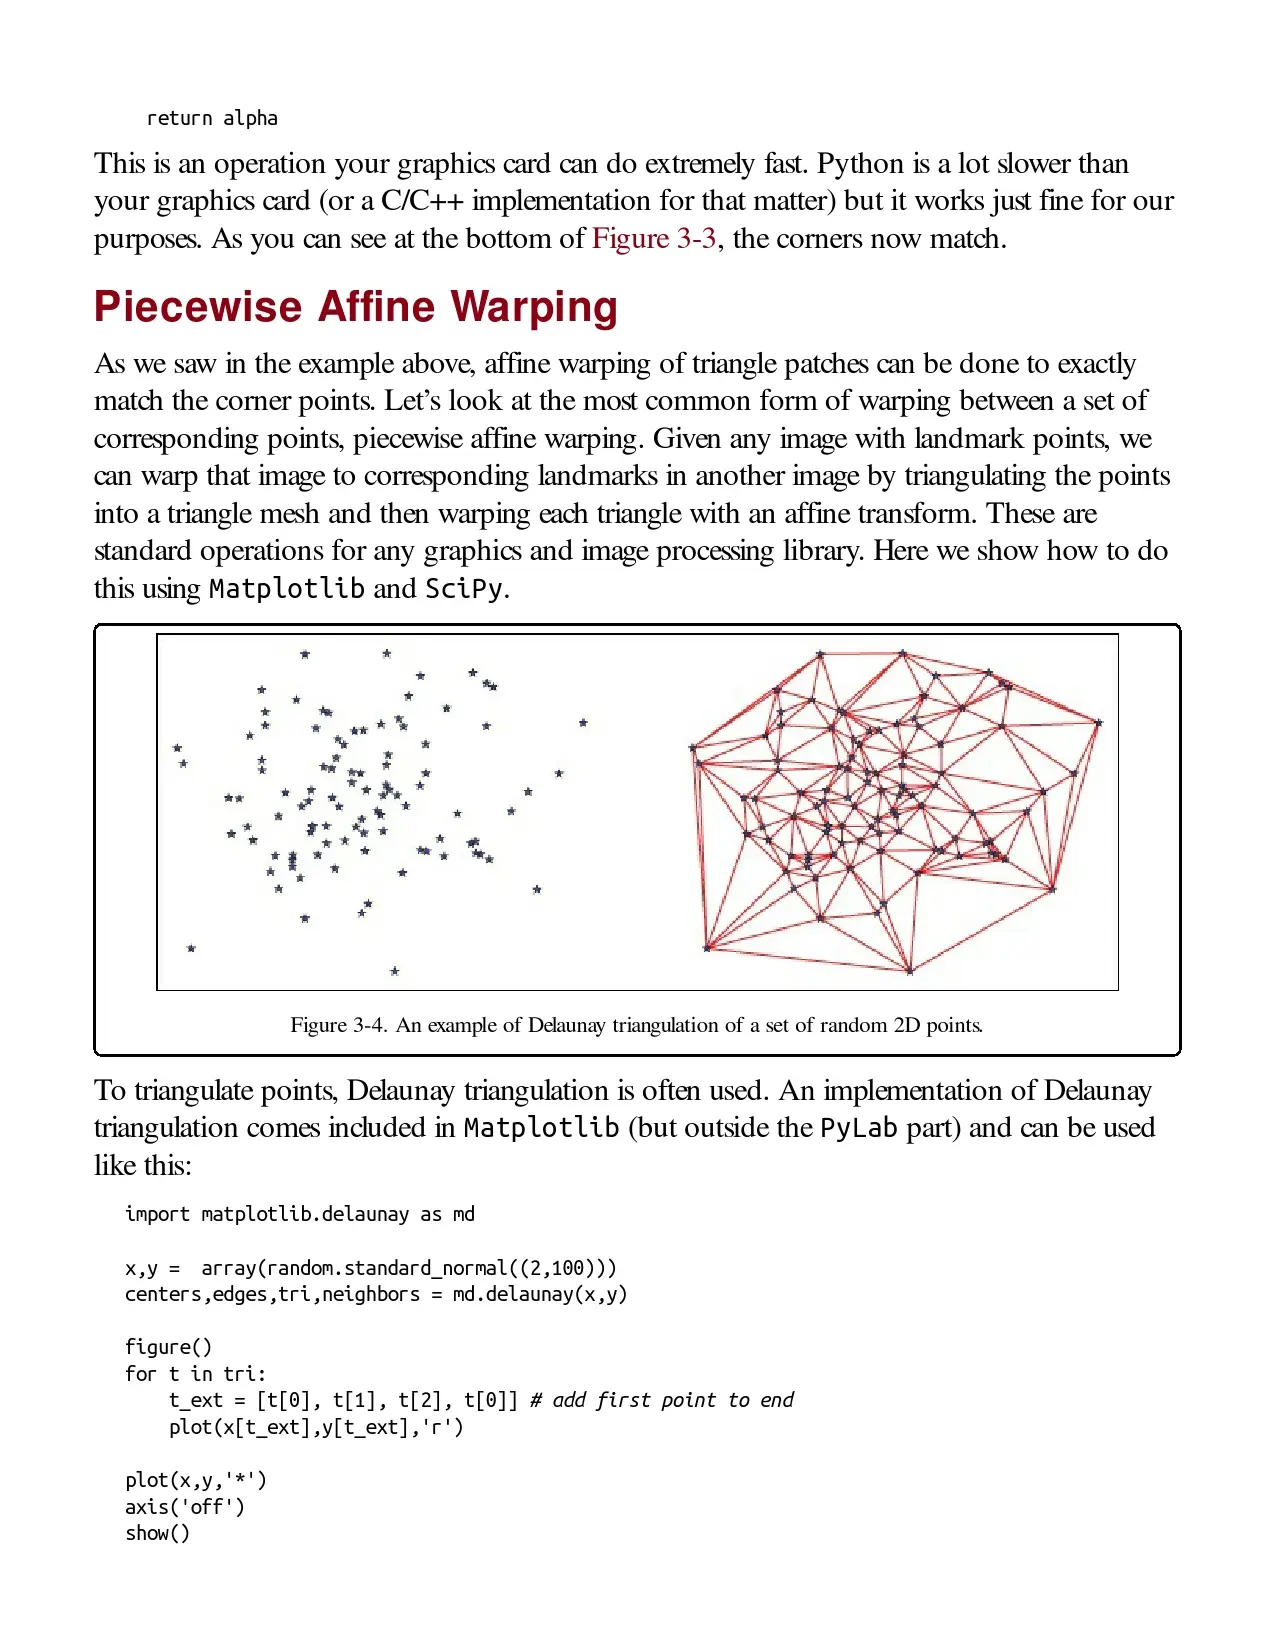 return alpha
This is an operation your graphics card can do extremely fast. Python is a lot slower than
your graphics card (or a C/C++ implementation for that matter) but it works just fine for our
purposes. As you can see at the bottom of Figure 3-3, the corners now match.
Piecewise Affine Warping
As we saw in the example above, affine warping of triangle patches can be done to exactly
match the corner points. Let’s look at the most common form of warping between a set of
corresponding points, piecewise affine warping. Given any image with landmark points, we
can warp that image to corresponding landmarks in another image by triangulating the points
into a triangle mesh and then warping each triangle with an affine transform. These are
standard operations for any graphics and image processing library. Here we show how to do
this using Matplotlib and SciPy.
Figure 3-4. An example of Delaunay triangulation of a set of random 2D points.
To triangulate points, Delaunay triangulation is often used. An implementation of Delaunay
triangulation comes included in Matplotlib (but outside the PyLab part) and can be used
like this:
import matplotlib.delaunay as md
x,y =  array(random.standard_normal((2,100)))
centers,edges,tri,neighbors = md.delaunay(x,y)
figure()
for t in tri:
    t_ext = [t[0], t[1], t[2], t[0]] # add first point to end
    plot(x[t_ext],y[t_ext],'r')
plot(x,y,'*')
axis('off')
show()